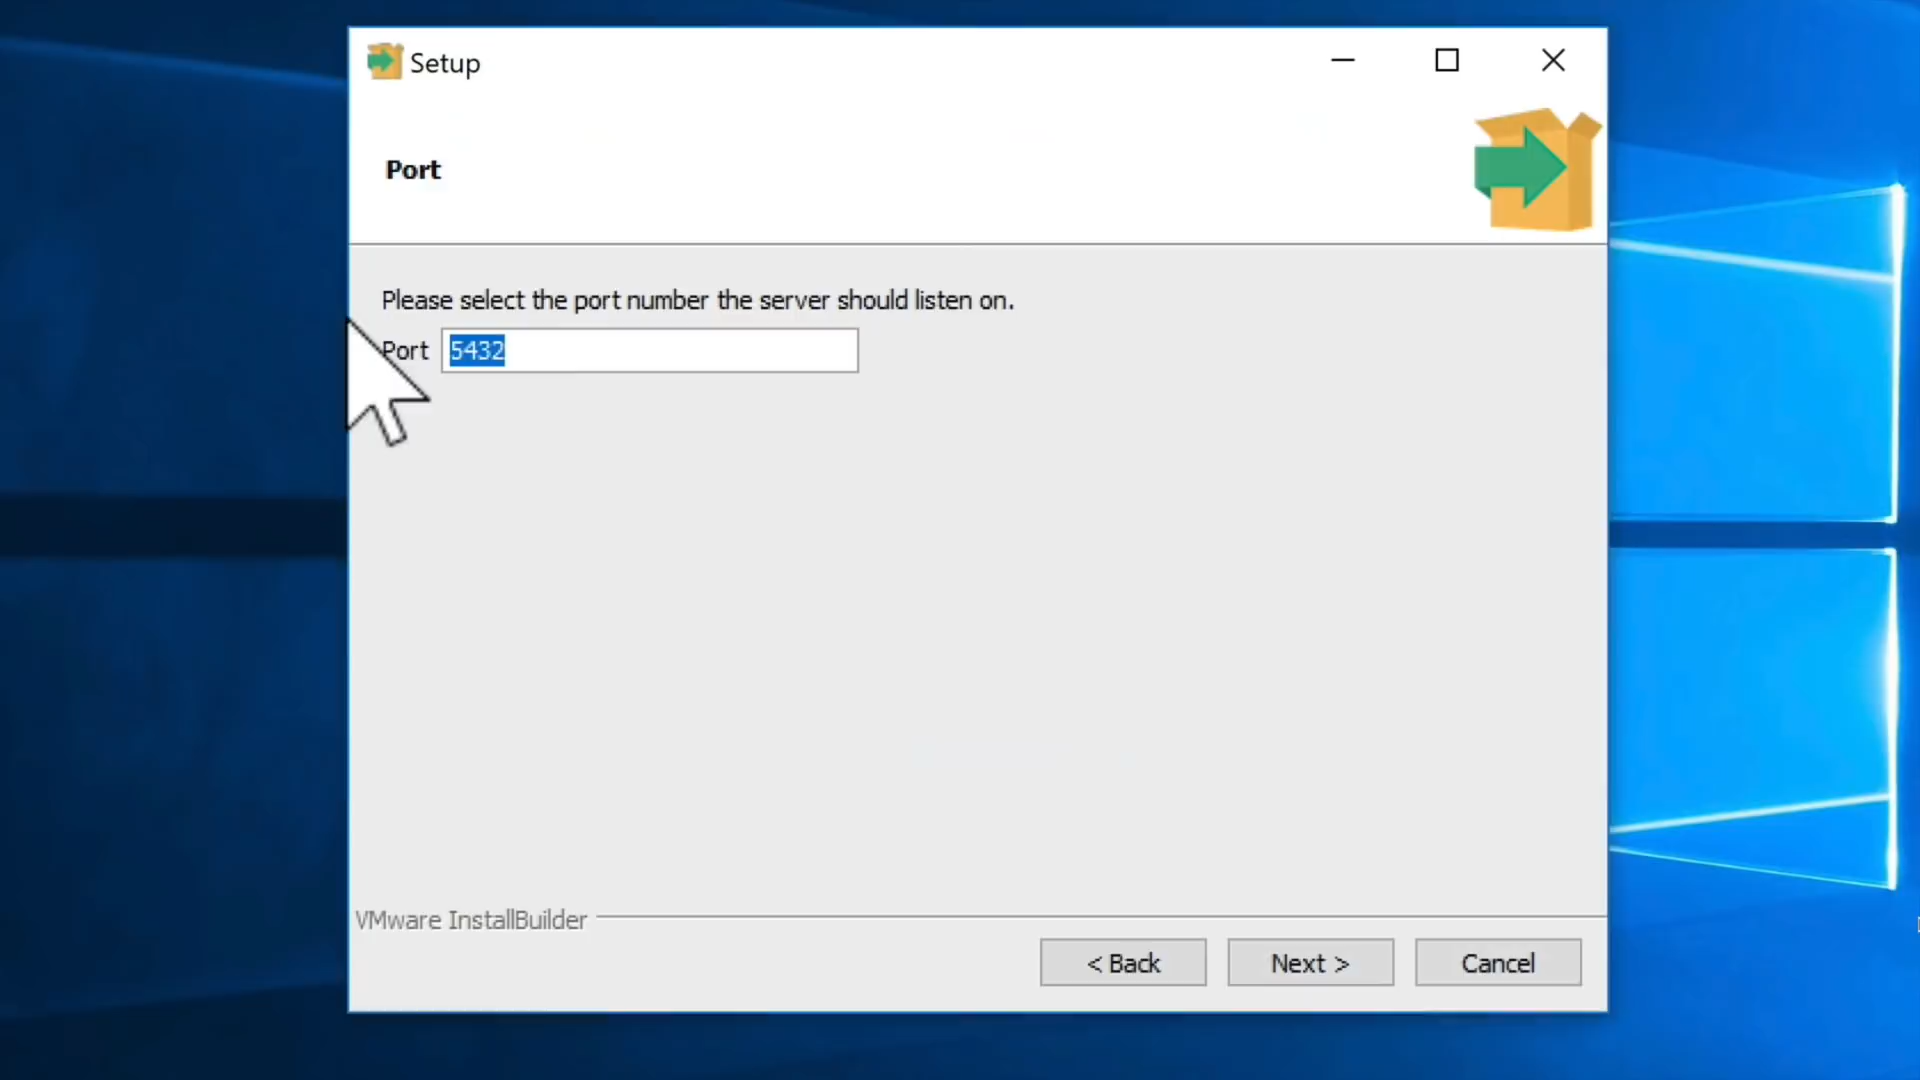 Setup
Port
Please select the port number the server should listen on.
Port 5432
VMware InstallBuilder
< Back Next > Cancel